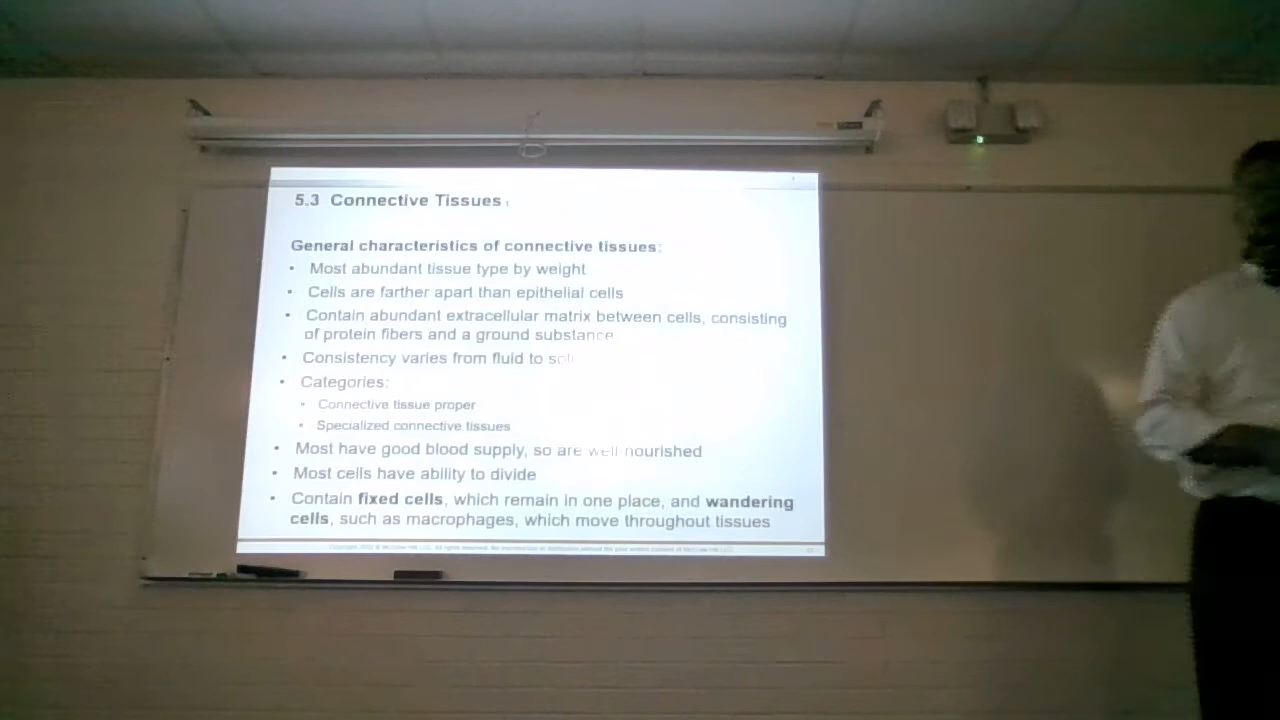 5.3 Connective Tissues 1
General characteristics of connective tissues:
• Most abundant tissue type by weight
• Cells are farther apart than epithelial cells
• Contain abundant extracellular matrix between cells, consisting
of protein fibers and a ground substance
• Consistency varies from fluid to
• Categories:
• Connective tissue proper
• Specialized connective tissues
• Most have good blood supply, so are well nourished
• Most cells have ability to divide
• Contain fixed cells, which remain in one place, and wandering
cells, such as macrophages, which move throughout tissues